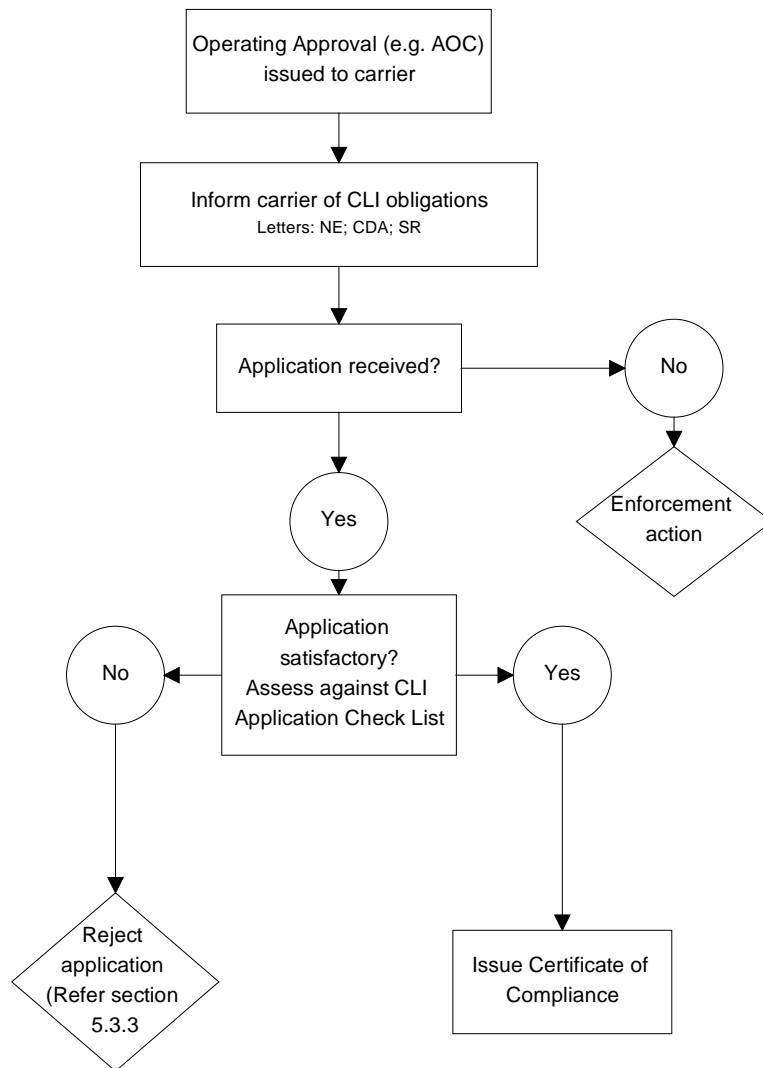 Operating Approval (e.g. AOC)
issued to carrier
Inform carrier of CLI obligations
Letters: NE; CDA; SR
Application received?
No
Enforcement
action
Yes
Application
satisfactory?
Assess against CLI
Application Check List
No
Yes
Reject
application
(Refer section
5.3.3
Issue Certificate of
Compliance